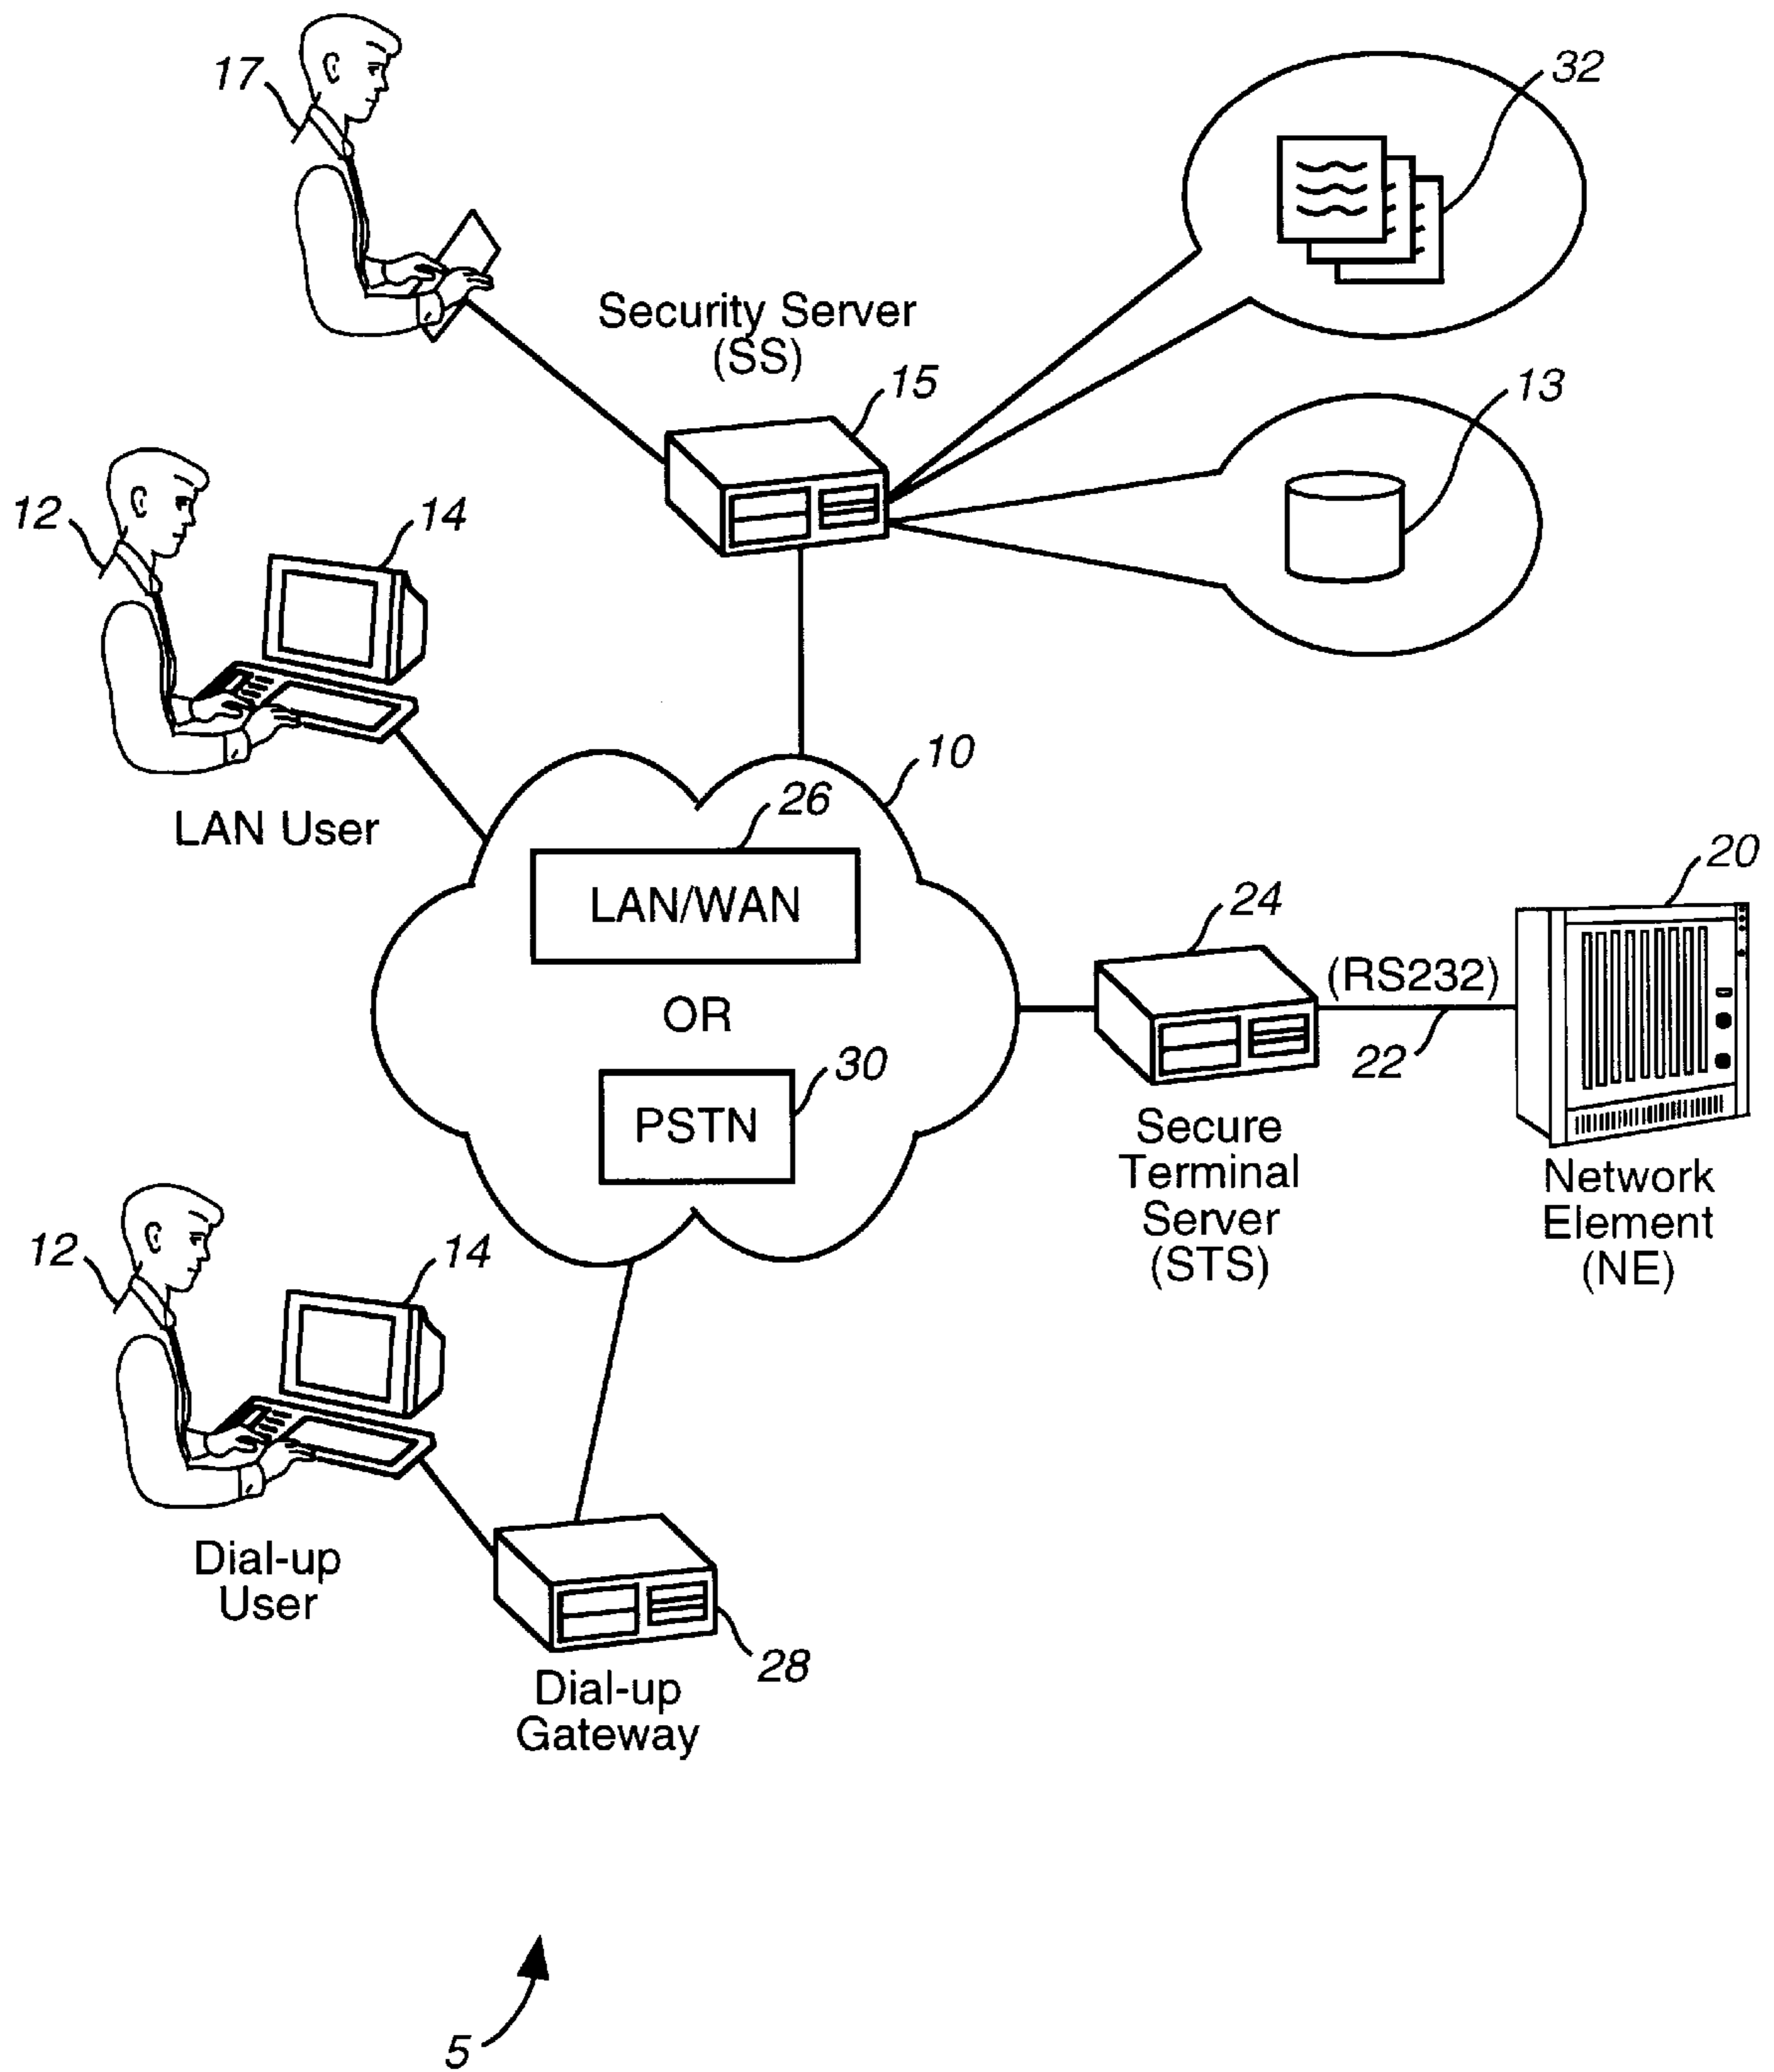 17
32
Security Server
(SS)
15
13
12
14
LAN User
10
26
LAN/WAN
OR
30
PSTN
24
(RS232)
22
20
Secure
Terminal
Server
(STS)
Network
Element
(NE)
12
14
Dial-up
User
28
Dial-up
Gateway
5